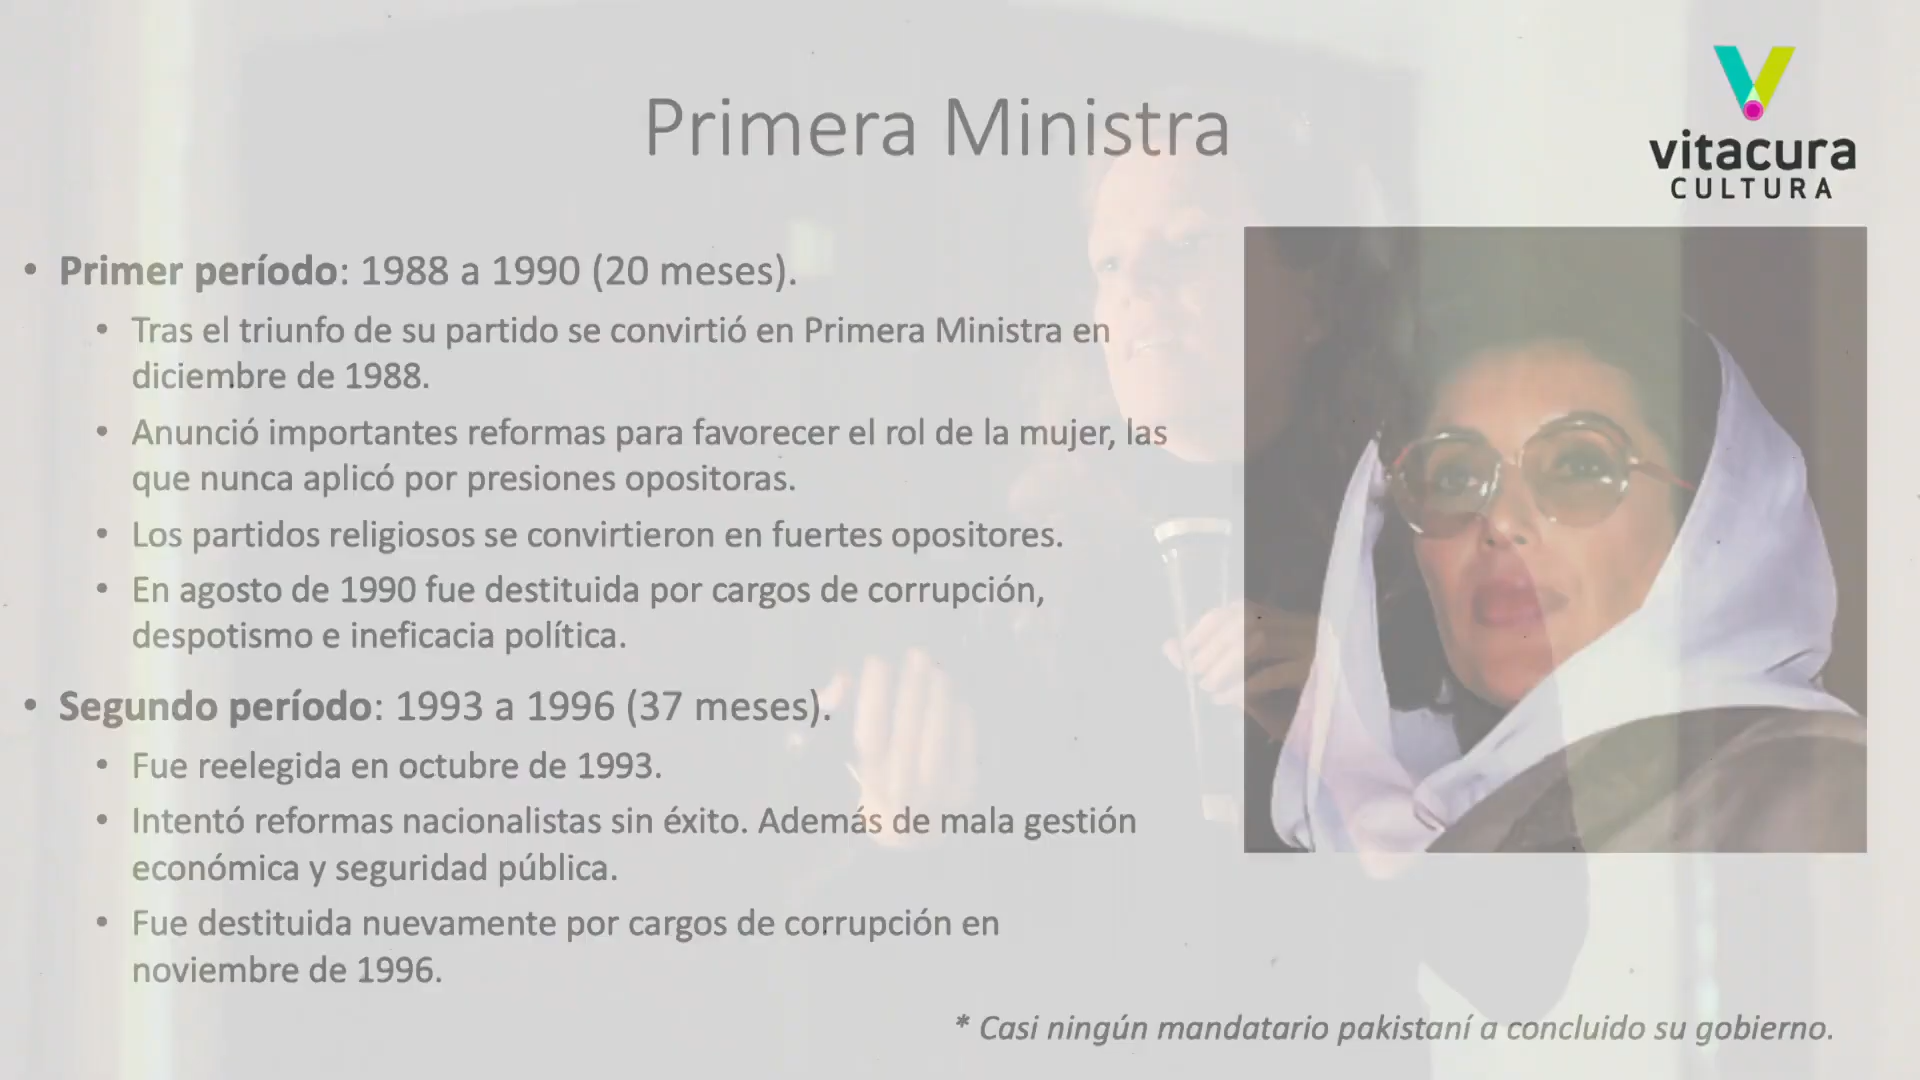 Primera Ministra
vitacura
CULTURA
• Primer período: 1988 a 1990 (20 meses).
• Tras el triunfo de su partido se convirtió en Primera Ministra en
diciembre de 1988.
• Anunció importantes reformas para favorecer el rol de la mujer, las
que nunca aplicó por presiones opositoras.
• Los partidos religiosos se convirtieron en fuertes opositores.
• En agosto de 1990 fue destituida por cargos de corrupción,
despotismo e ineficacia política.
• Segundo período: 1993 a 1996 (37 meses).
• Fue reelegida en octubre de 1993.
• Intentó reformas nacionalistas sin éxito. Además de mala gestión
económica y seguridad pública.
• Fue destituida nuevamente por cargos de corrupción en
noviembre de 1996.
* Casi ningún mandatario pakistaní a concluido su gobierno.